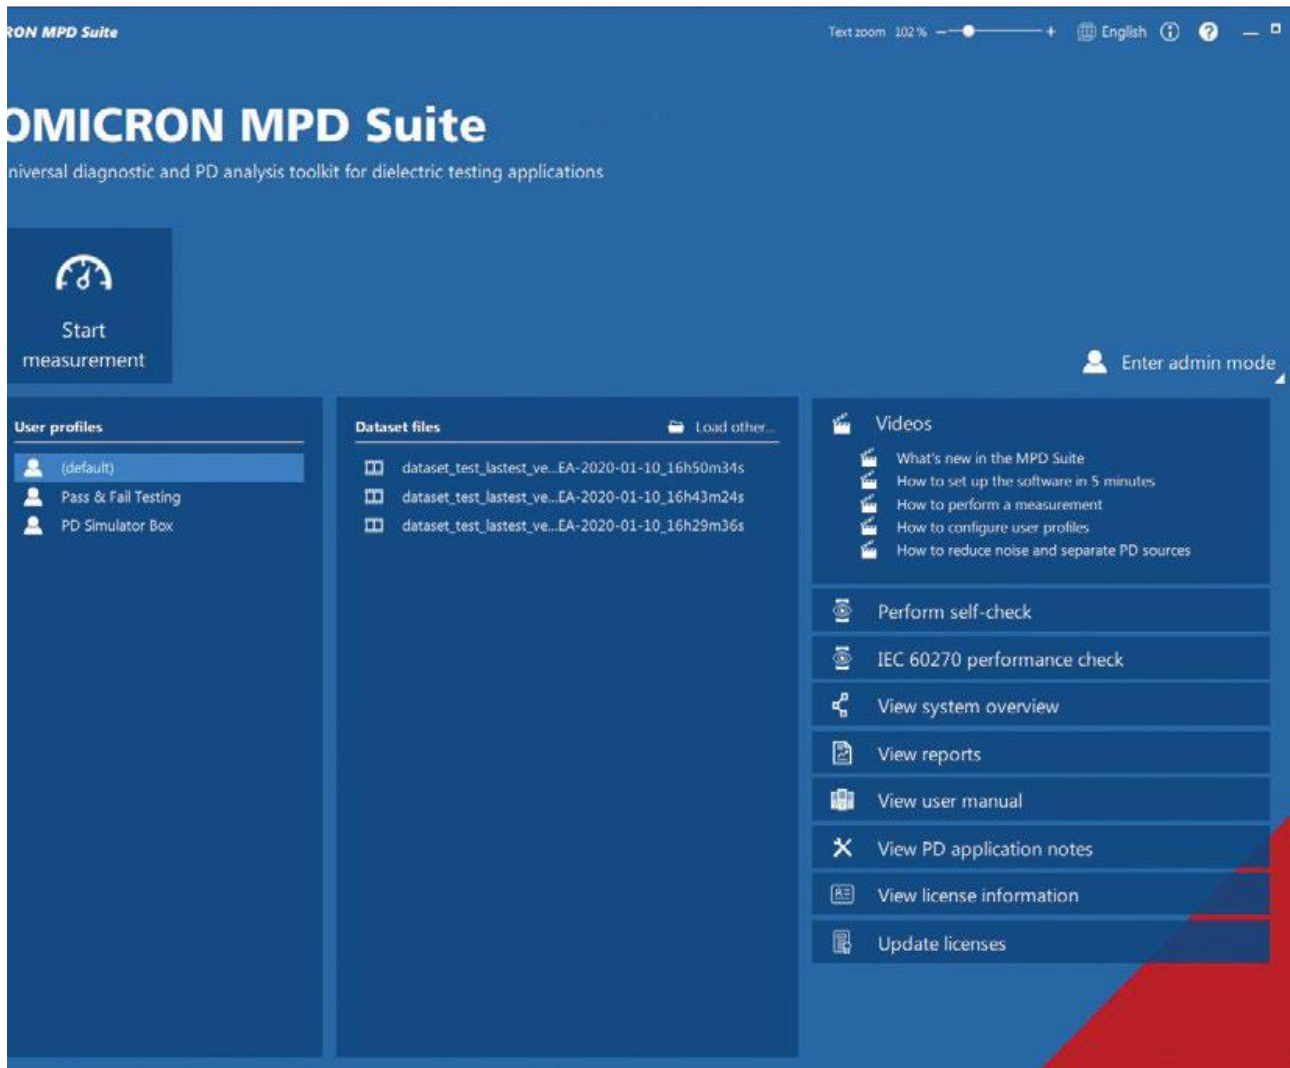 RON MPD Suite
Text zoom 102 % – + English
OMICRON MPD Suite
niversal diagnostic and PD analysis toolkit for dielectric testing applications
Start
measurement
Enter admin mode
User profiles
(default)
Pass & Fail Testing
PD Simulator Box
Dataset files Load other...
dataset_test_lastest_ve...EA-2020-01-10_16h50m34s
dataset_test_lastest_ve...EA-2020-01-10_16h43m24s
dataset_test_lastest_ve...EA-2020-01-10_16h29m36s
Videos
What's new in the MPD Suite
How to set up the software in 5 minutes
How to perform a measurement
How to configure user profiles
How to reduce noise and separate PD sources
Perform self-check
IEC 60270 performance check
View system overview
View reports
View user manual
View PD application notes
View license information
Update licenses